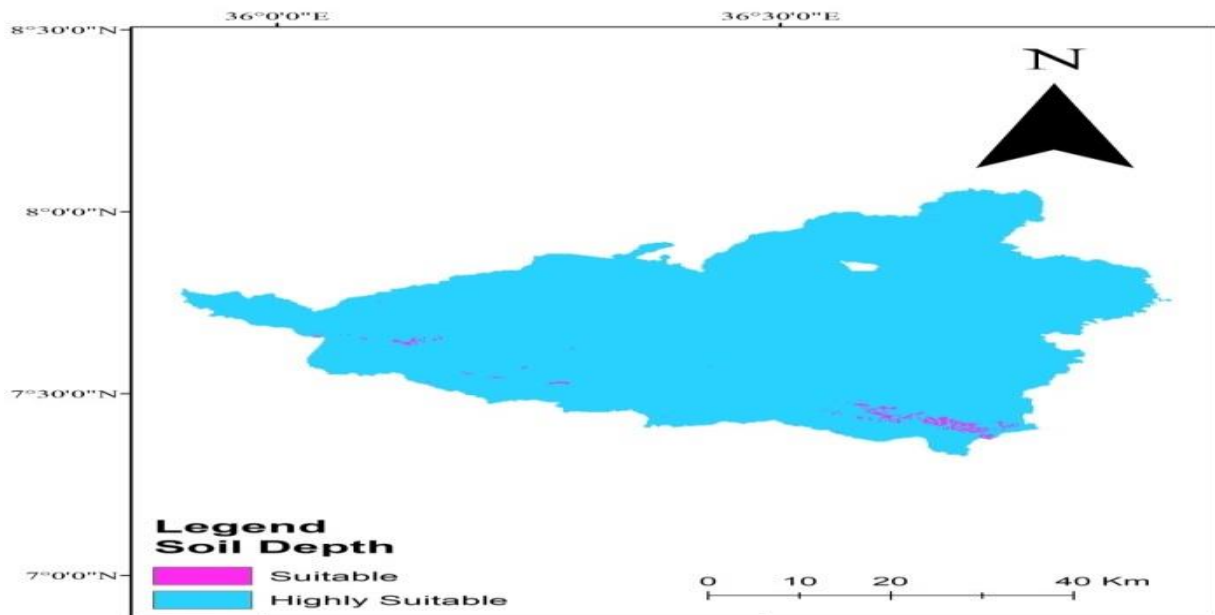 36°0'0"E 36°30'0"E
8°30'0"N
N
8°0'0"N
7°30'0"N
Legend
Soil Depth
7°0'0"N
Suitable
0 10 20 40 Km
Highly Suitable